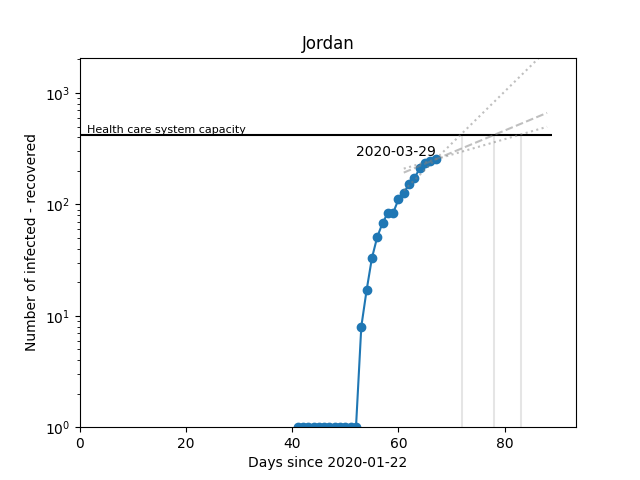 Jordan
Number of infected - recovered
10³
10²
10¹
10⁰
Health care system capacity
2020-03-29
0 20 40 60 80
Days since 2020-01-22